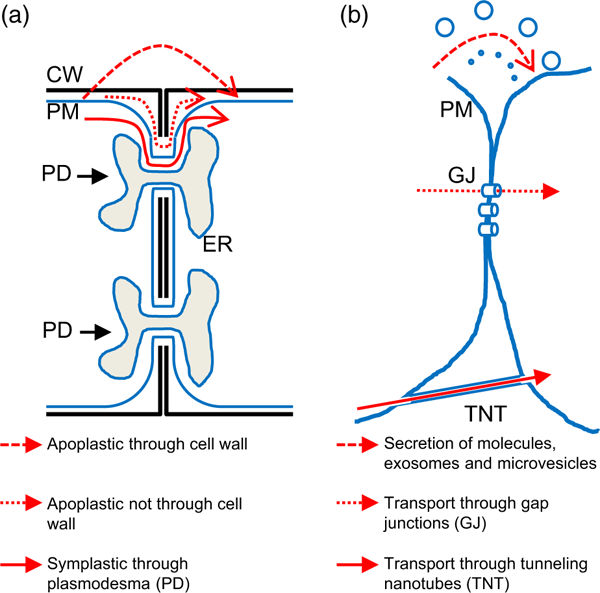 (a)
CW
PM
PD
ER
PD
Apoplastic through cell wall
Apoplastic not through cell
wall
Symplastic through
plasmodesma (PD)
(b)
PM
GJ
TNT
Secretion of molecules,
exosomes and microvesicles
Transport through gap
junctions (GJ)
Transport through tunneling
nanotubes (TNT)